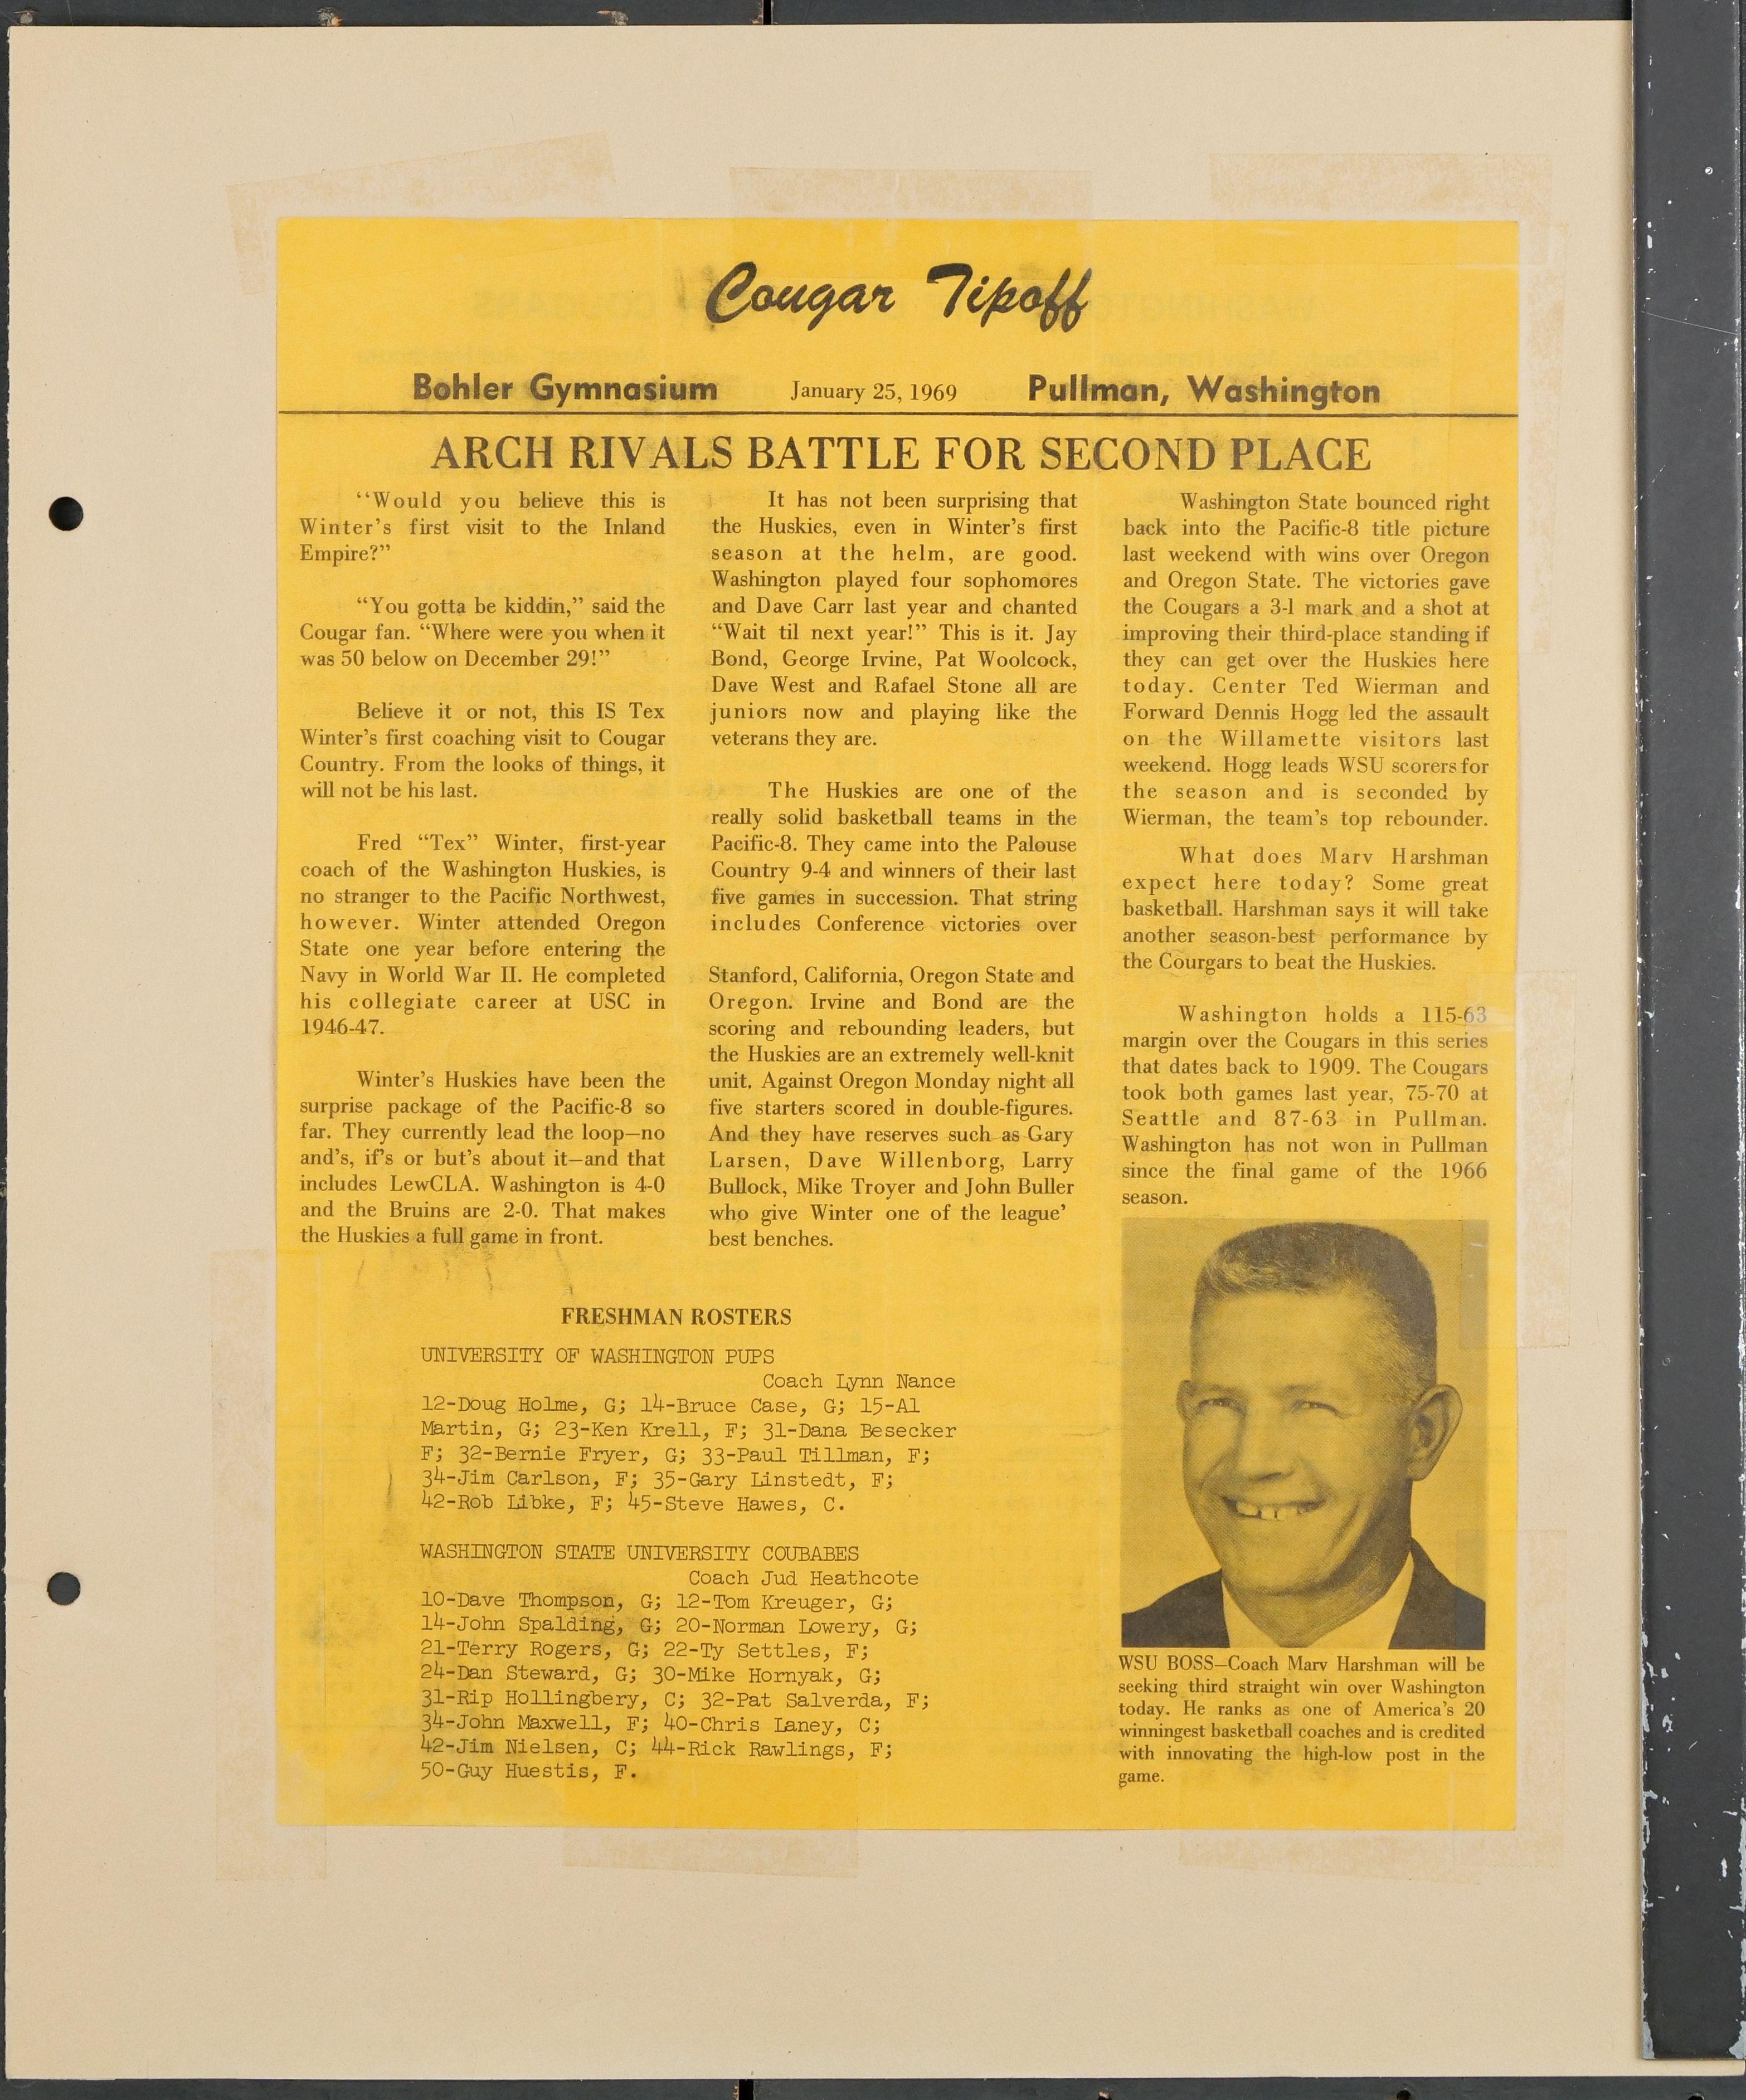 Cougar Tipoff
Bohler Gymnasium January 25, 1969 Pullman, Washington
ARCH RIVALS BATTLE FOR SECOND PLACE
“Would you believe this is
Winter’s first visit to the Inland
Empire?”
“You gotta be kiddin,” said the
Cougar fan. “Where were you when it
was 50 below on December 29!”
Believe it or not, this IS Tex
Winter’s first coaching visit to Cougar
Country. From the looks of things, it
will not be his last.
Fred “Tex” Winter, first-year
coach of the Washington Huskies, is
no stranger to the Pacific Northwest,
however. Winter attended Oregon
State one year before entering the
Navy in World War II. He completed
his collegiate career at USC in
1946-47.
Winter’s Huskies have been the
surprise package of the Pacific-8 so
far. They currently lead the loop—no
and’s, if’s or but’s about it—and that
includes LewCLA. Washington is 4-0
and the Bruins are 2-0. That makes
the Huskies a full game in front.
It has not been surprising that
the Huskies, even in Winter’s first
season at the helm, are good.
Washington played four sophomores
and Dave Carr last year and chanted
“Wait til next year!” This is it. Jay
Bond, George Irvine, Pat Woolcock,
Dave West and Rafael Stone all are
juniors now and playing like the
veterans they are.
The Huskies are one of the
really solid basketball teams in the
Pacific-8. They came into the Palouse
Country 9-4 and winners of their last
five games in succession. That string
includes Conference victories over
Stanford, California, Oregon State and
Oregon. Irvine and Bond are the
scoring and rebounding leaders, but
the Huskies are an extremely well-knit
unit. Against Oregon Monday night all
five starters scored in double-figures.
And they have reserves such as Gary
Larsen, Dave Willenborg, Larry
Bullock, Mike Troyer and John Buller
who give Winter one of the league’
best benches.
Washington State bounced right
back into the Pacific-8 title picture
last weekend with wins over Oregon
and Oregon State. The victories gave
the Cougars a 3-1 mark and a shot at
improving their third-place standing if
they can get over the Huskies here
today. Center Ted Wierman and
Forward Dennis Hogg led the assault
on the Willamette visitors last
weekend. Hogg leads WSU scorers for
the season and is seconded by
Wierman, the team’s top rebounder.
What does Marv Harshman
expect here today? Some great
basketball. Harshman says it will take
another season-best performance by
the Courgars to beat the Huskies.
Washington holds a 115-63
margin over the Cougars in this series
that dates back to 1909. The Cougars
took both games last year, 75-70 at
Seattle and 87-63 in Pullman.
Washington has not won in Pullman
since the final game of the 1966
season.
FRESHMAN ROSTERS
UNIVERSITY OF WASHINGTON PUPS
Coach Lynn Nance
12-Doug Holme, G; 14-Bruce Case, G; 15-Al
Martin, G; 23-Ken Krell, F; 31-Dana Besecker
F; 32-Bernie Fryer, G; 33-Paul Tillman, F;
34-Jim Carlson, F; 35-Gary Linstedt, F;
42-Rob Libke, F; 45-Steve Hawes, C.
WASHINGTON STATE UNIVERSITY COUBABES
Coach Jud Heathcote
10-Dave Thompson, G; 12-Tom Kreuger, G;
14-John Spalding, G; 20-Norman Lowery, G;
21-Terry Rogers, G; 22-Ty Settles, F;
24-Dan Steward, G; 30-Mike Hornyak, G;
31-Rip Hollingbery, C; 32-Pat Salverda, F;
34-John Maxwell, F; 40-Chris Laney, C;
42-Jim Nielsen, C; 44-Rick Rawlings, F;
50-Guy Huestis, F.
WSU BOSS—Coach Marv Harshman will be
seeking third straight win over Washington
today. He ranks as one of America’s 20
winningest basketball coaches and is credited
with innovating the high-low post in the
game.